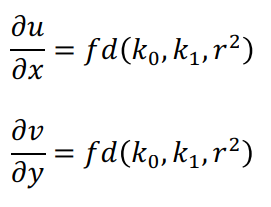 ∂u/∂x = fd(k₀, k₁, r²)
∂v/∂y = fd(k₀, k₁, r²)